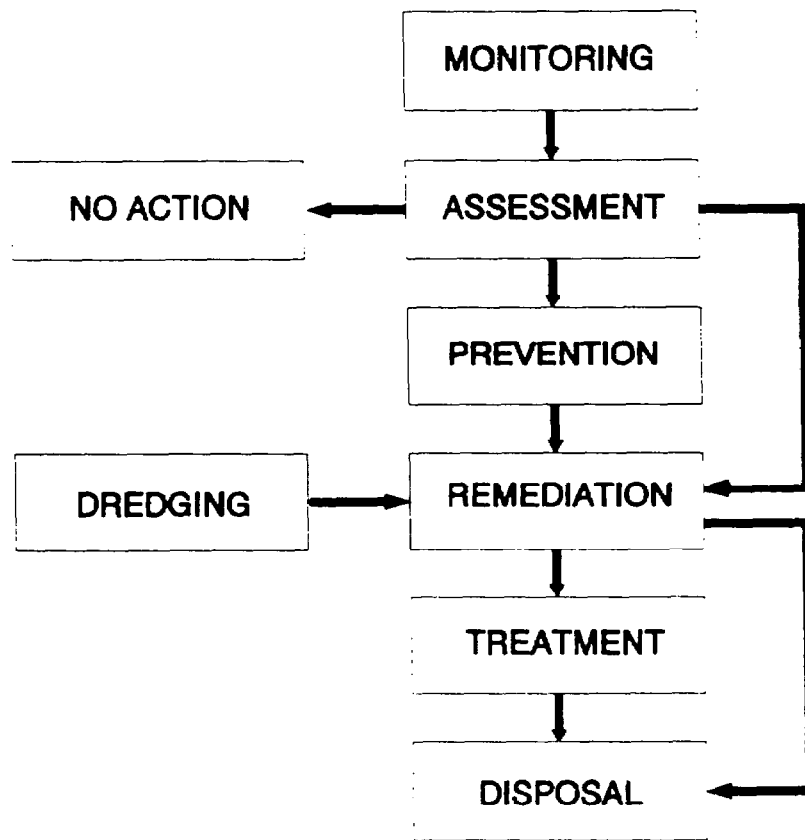 MONITORING
NO ACTION
ASSESSMENT
PREVENTION
DREDGING
REMEDIATION
TREATMENT
DISPOSAL